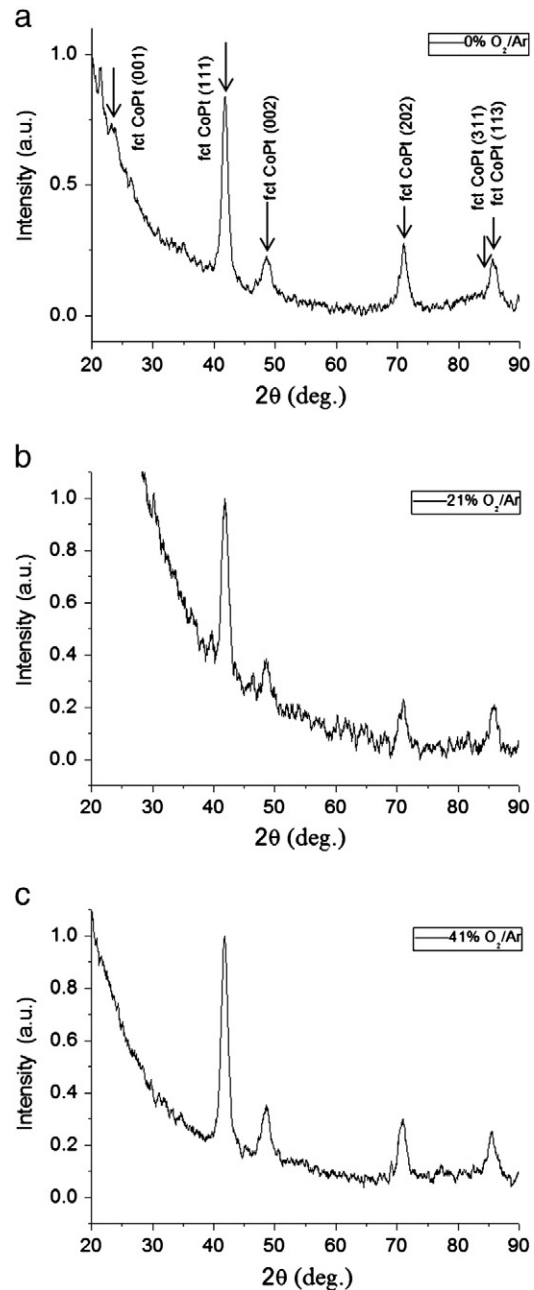 a
0% O₂/Ar
fct CoPt (001)
fct CoPt (111)
fct CoPt (002)
fct CoPt (202)
fct CoPt (311)
fct CoPt (113)
Intensity (a.u.)
1.0
0.5
0.0
20 30 40 50 60 70 80 90
2θ (deg.)
b
21% O₂/Ar
Intensity (a.u.)
1.0
0.8
0.6
0.4
0.2
0.0
20 30 40 50 60 70 80 90
2θ (deg.)
c
41% O₂/Ar
Intensity (a.u.)
1.0
0.8
0.6
0.4
0.2
0.0
20 30 40 50 60 70 80 90
2θ (deg.)